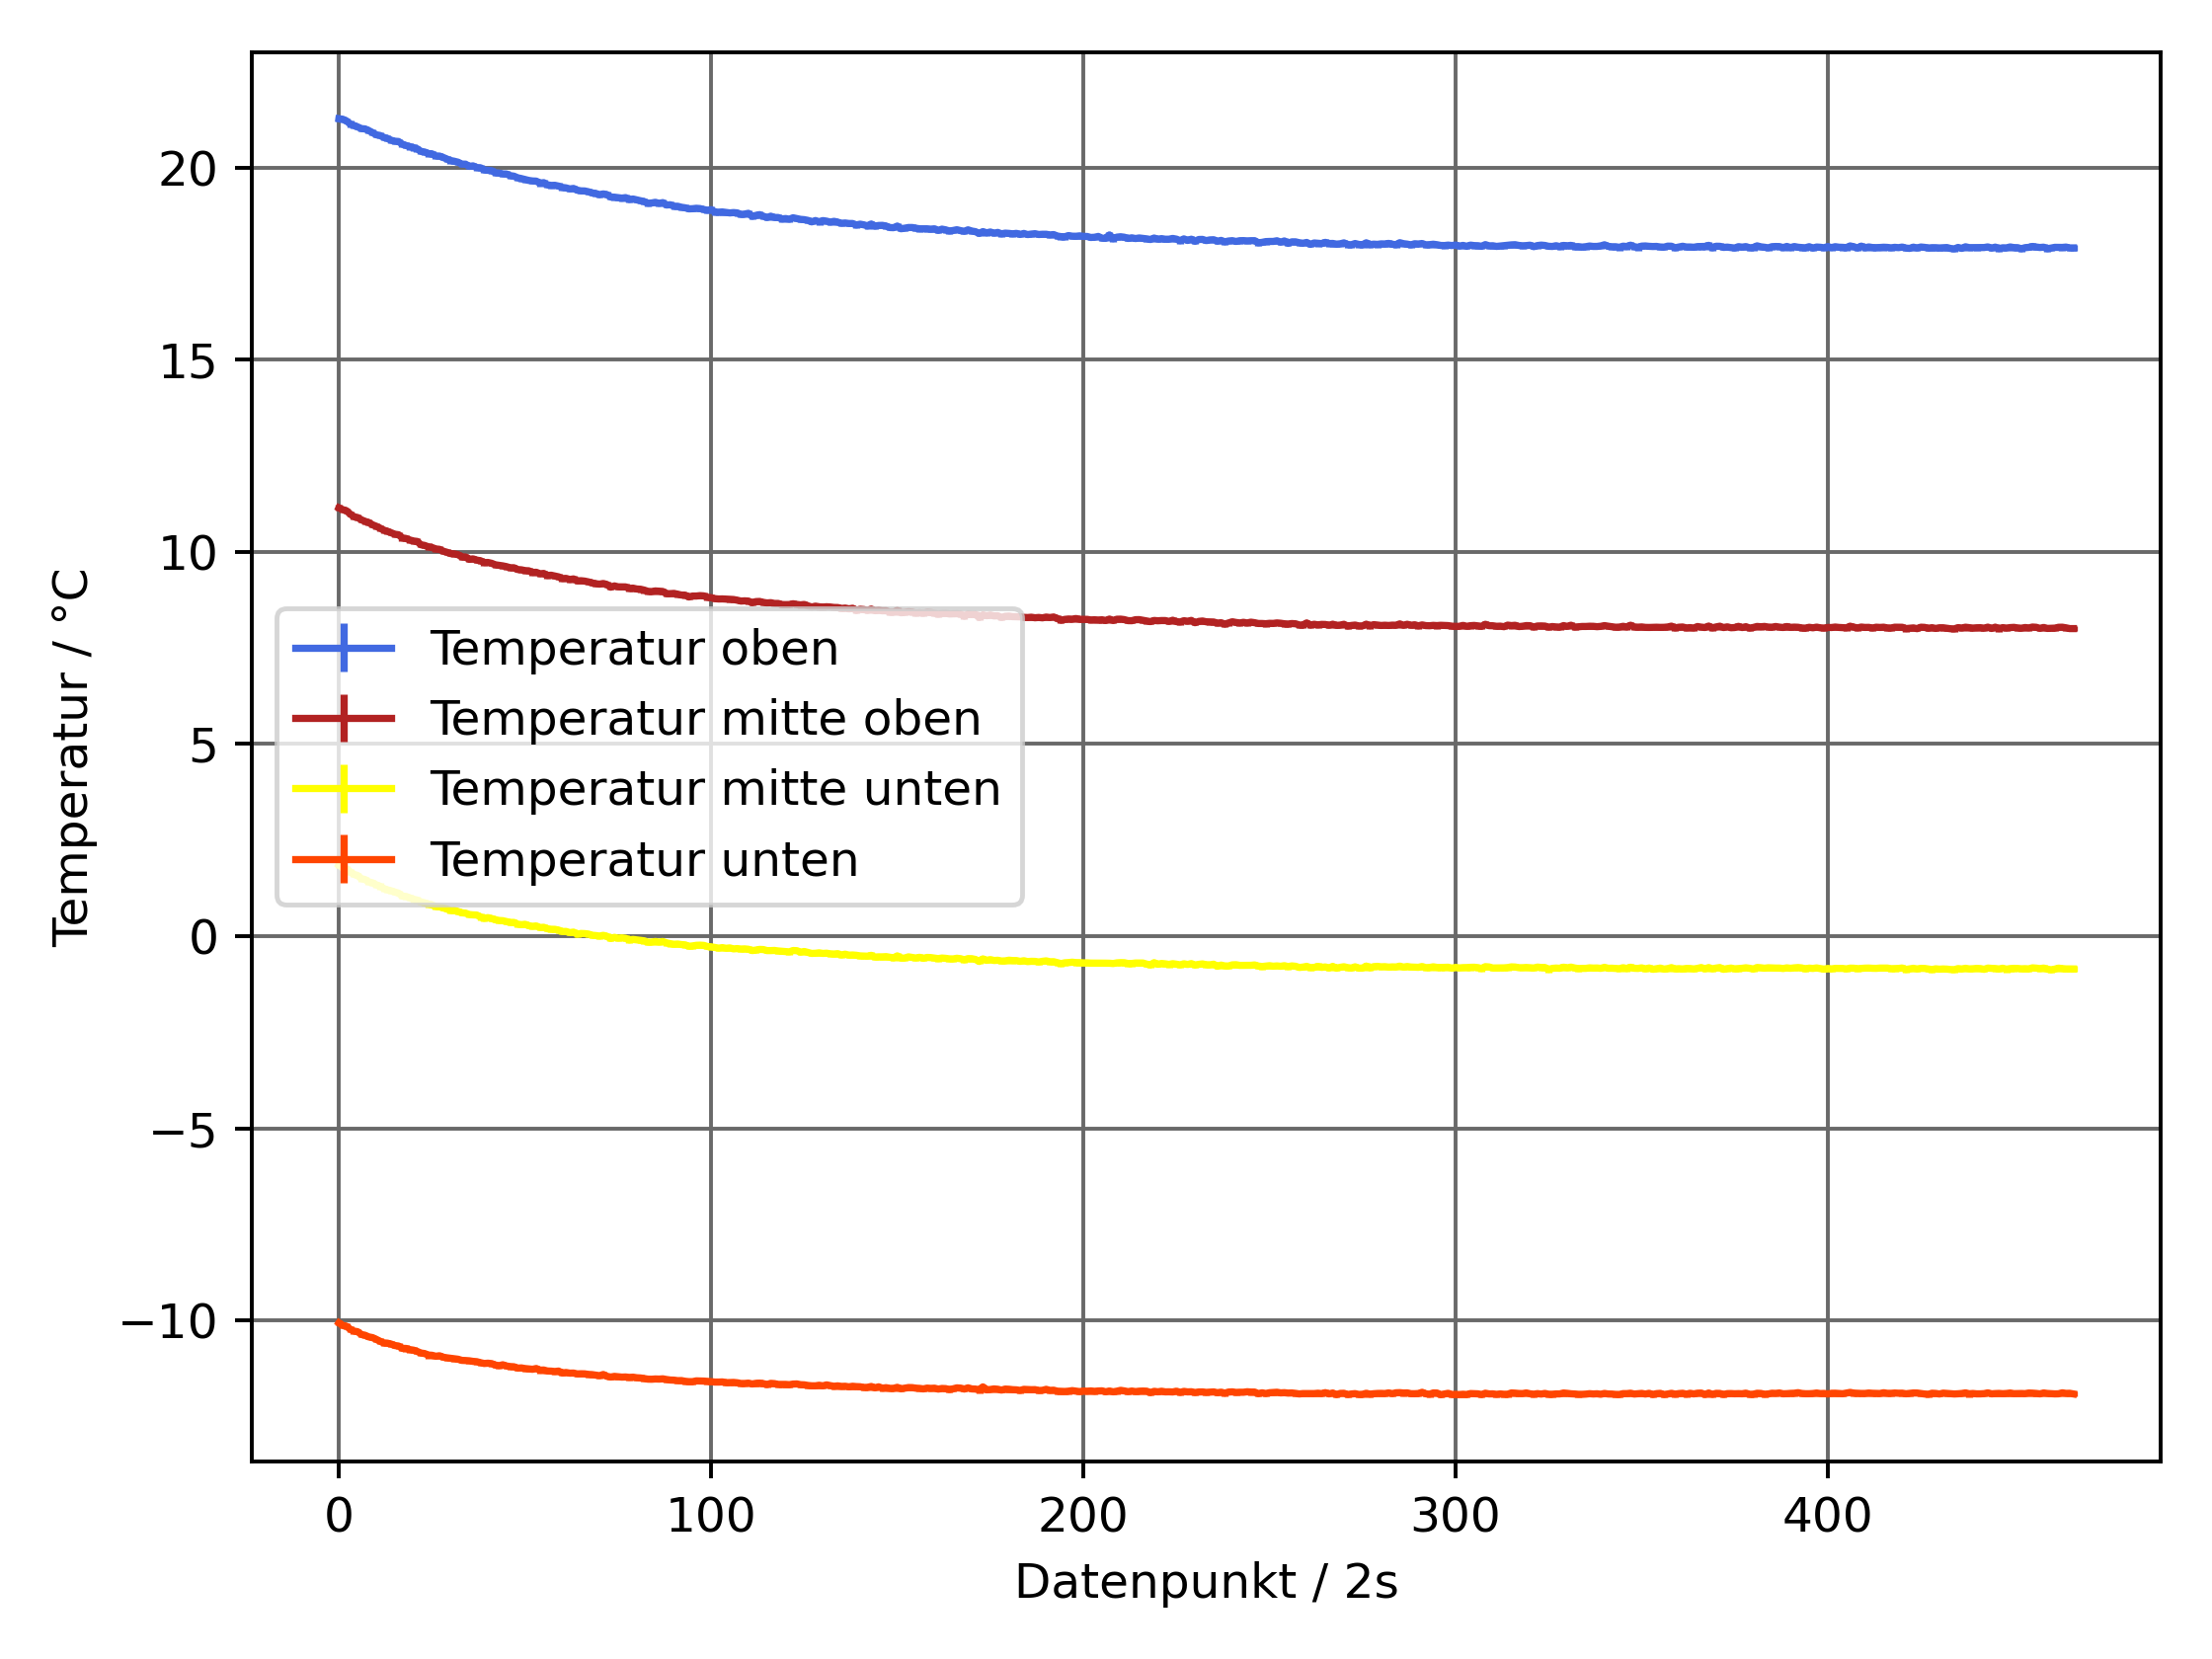 20
15
10
5
0
−5
−10
Temperatur / °C
Temperatur oben
Temperatur mitte oben
Temperatur mitte unten
Temperatur unten
0 100 200 300 400
Datenpunkt / 2s